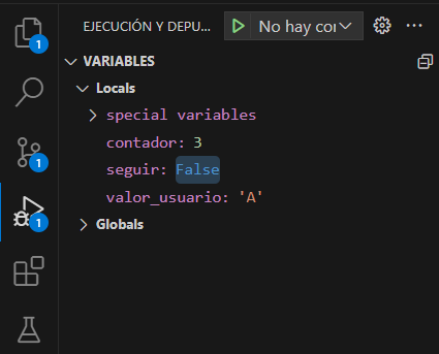 EJECUCIÓN Y DEPU... No hay cor
VARIABLES
1
Locals
special variables
contador: 3
1
seguir: False
valor_usuario: 'A'
1
Globals